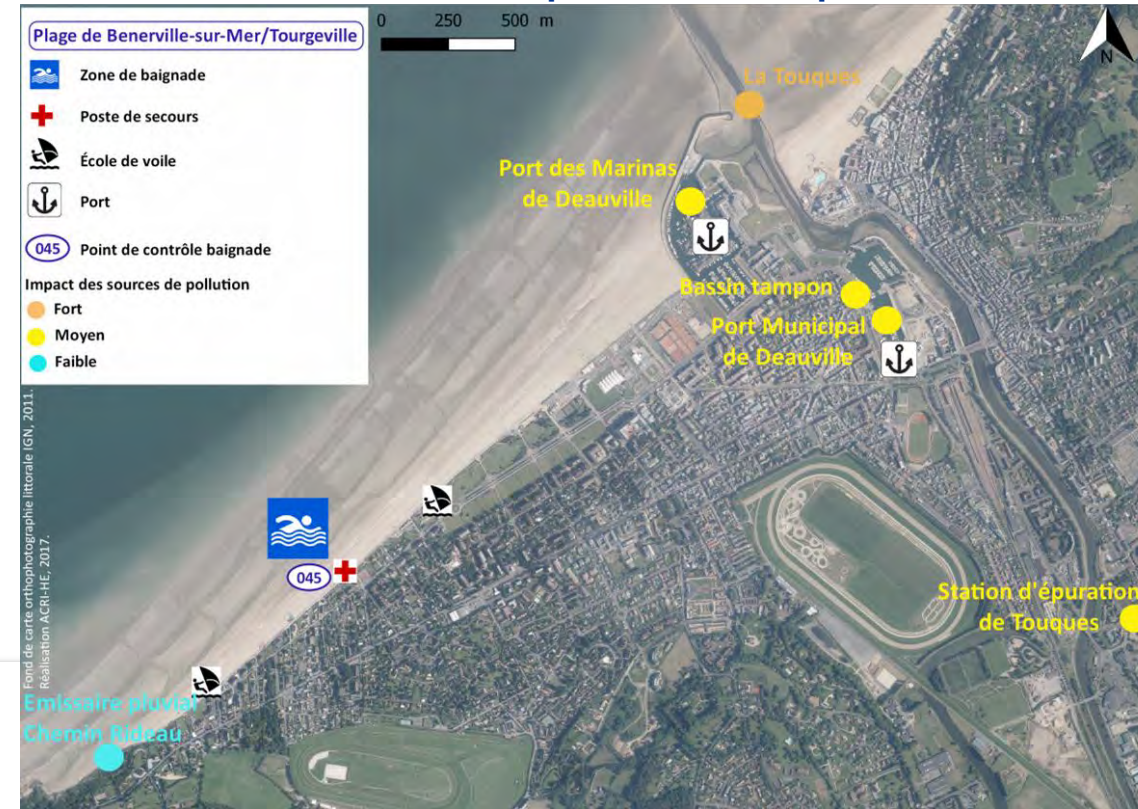 Plage de Benerville-sur-Mer/Tourgeville
Zone de baignade
Poste de secours
École de voile
Port
045 Point de contrôle baignade
Impact des sources de pollution
Fort
Moyen
Faible
0 250 500 m
N
La Touques
Port des Marinas
de Deauville
Bassin tampon
Port Municipal
de Deauville
045
Station d'épuration
de Touques
Emissaire pluvial
Chemin Rideau
Fond de carte orthophotographie littorale IGN, 2011.
Réalisation ACRI-HE, 2017.